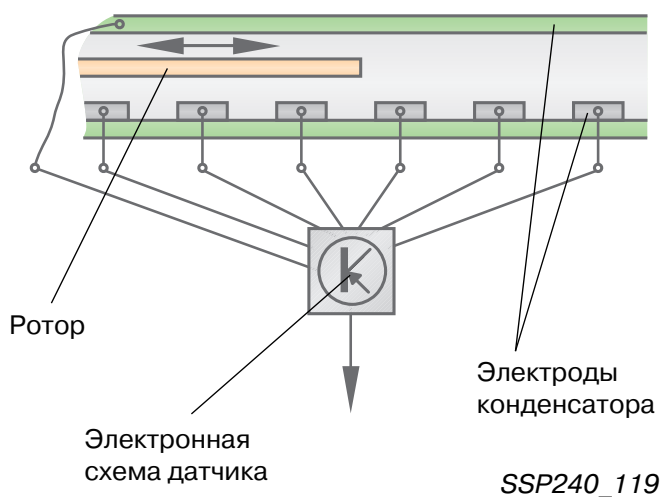 Ротор
Электроды
конденсатора
Электронная
схема датчика
SSP240_119